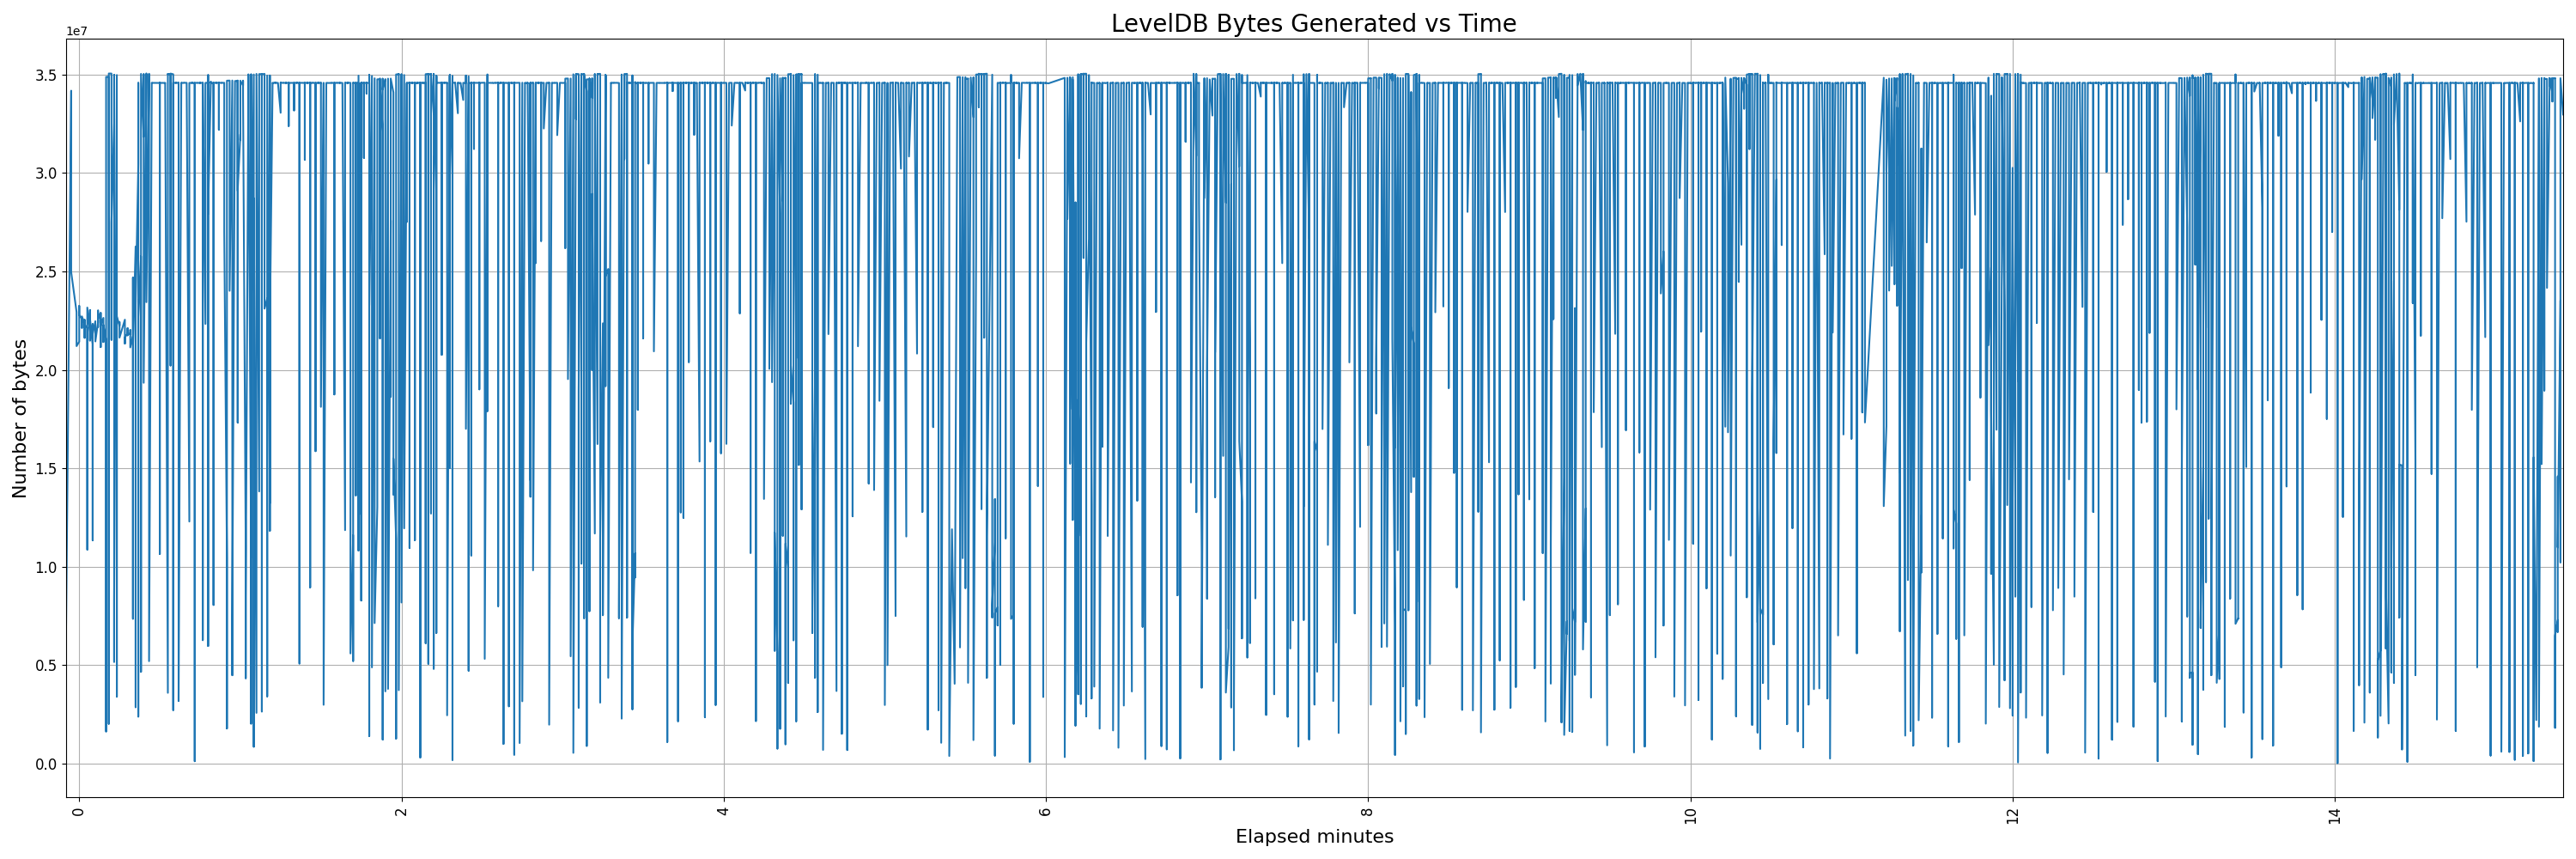 LevelDB Bytes Generated vs Time
1e7
3.5
3.0
2.5
2.0
1.5
1.0
0.5
0.0
Number of bytes
0 2 4 6 8 10 12 14
Elapsed minutes